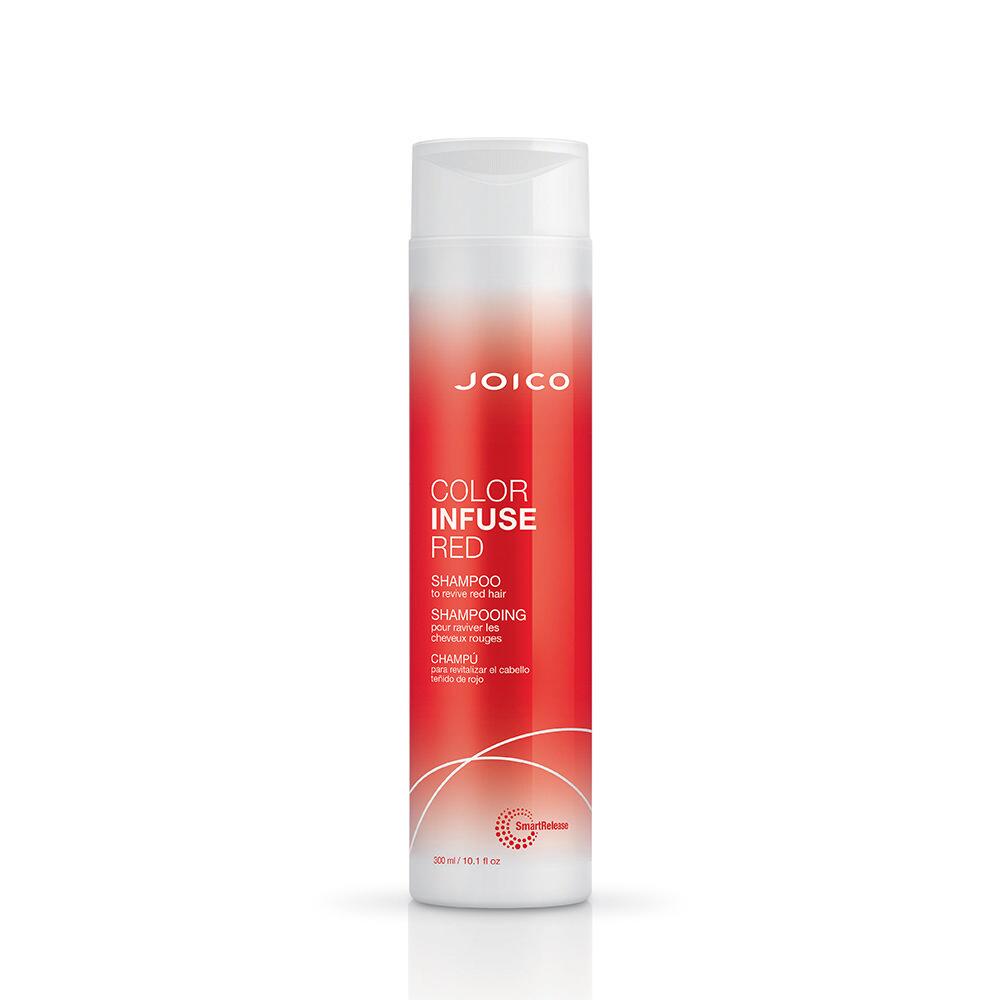 JOICO
COLOR
INFUSE
RED
SHAMPOO
to revive red hair
SHAMPOOING
pour raviver les
cheveux rouges
CHAMPÚ
para revitalizar el cabello
teñido de rojo
SmartRelease
300 ml / 10.1 fl oz